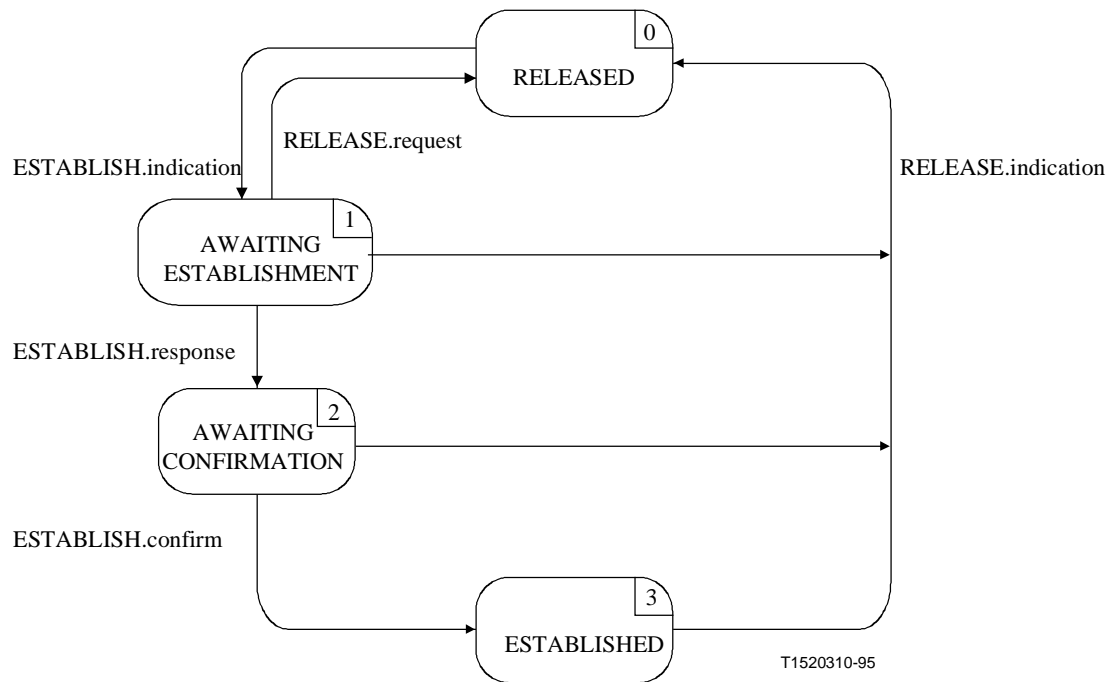 0
RELEASED
RELEASE.request
ESTABLISH.indication
RELEASE.indication
1
AWAITING
ESTABLISHMENT
ESTABLISH.response
2
AWAITING
CONFIRMATION
ESTABLISH.confirm
3
ESTABLISHED
T1520310-95